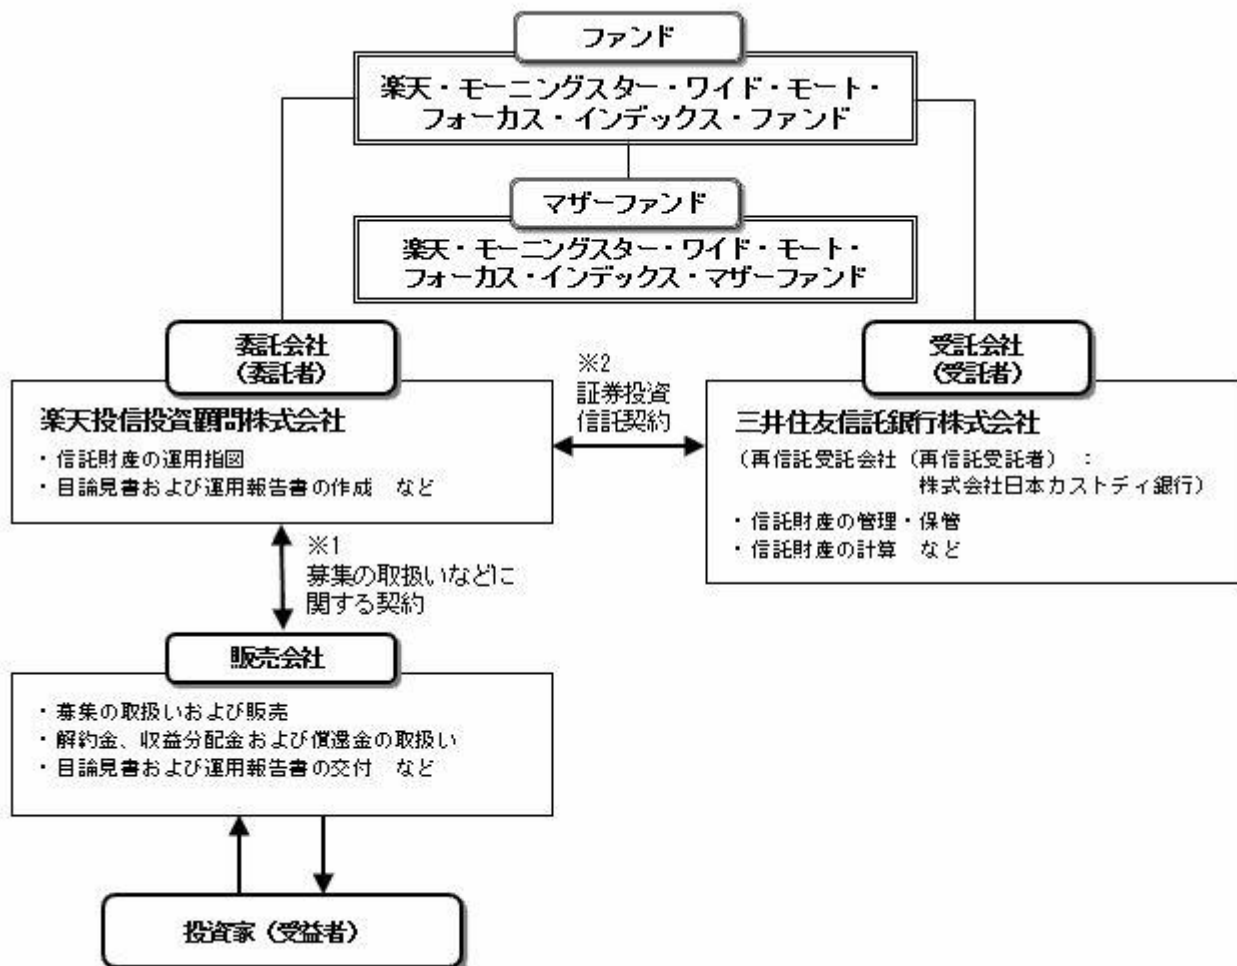 ファンド
楽天・モーニングスター・ワイド・モート・
フォーカス・インデックス・ファンド
マザーファンド
楽天・モーニングスター・ワイド・モート・
フォーカス・インデックス・マザーファンド
委託会社
(委託者)
楽天投信投資顧問株式会社
・信託財産の運用指図
・目論見書および運用報告書の作成 など
※2
証券投資
信託契約
受託会社
(受託者)
三井住友信託銀行株式会社
(再信託受託会社(再信託受託者) :
株式会社日本カストディ銀行)
・信託財産の管理・保管
・信託財産の計算 など
※1
募集の取扱いなどに
関する契約
販売会社
・募集の取扱いおよび販売
・解約金、収益分配金および償還金の取扱い
・目論見書および運用報告書の交付 など
投資家(受益者)